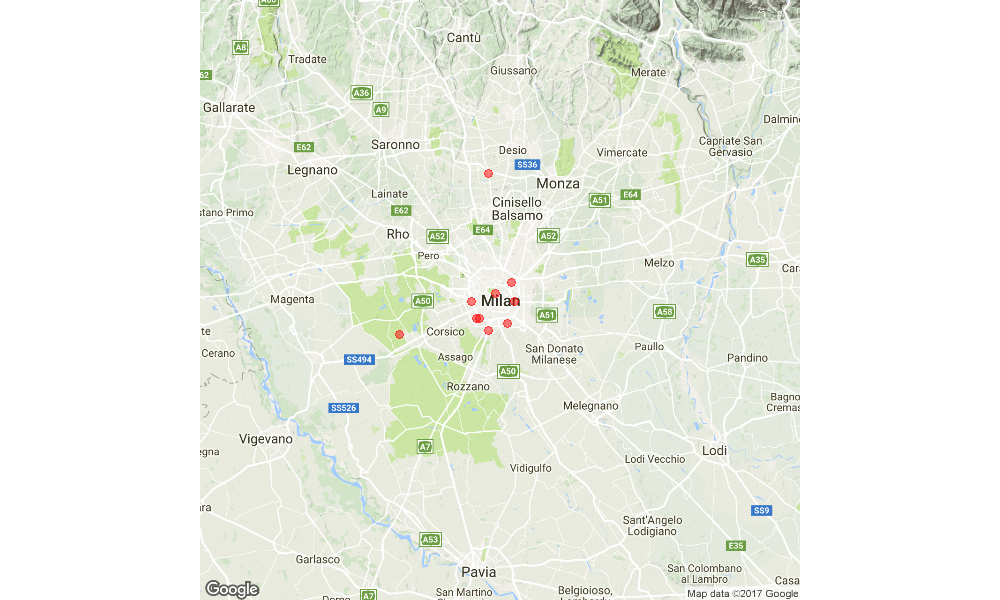 Cantù
A8
Tradate
Giussano
Merate
62
A36
A9
Gallarate
Dalmine
Saronno
E62
Desio
SS36
Vimercate
Capriate San
Gervasio
Legnano
Monza
Lainate
A51
E64
Cinisello
Balsamo
E62
stano Primo
Rho
A52
E64
A52
Pero
Melzo
A35
Car
Magenta
A50
Milan
A51
A58
Corsico
Cerano
SS494
Assago
San Donato
Milanese
Paullo
Pandino
A50
Rozzano
SS526
Melegnano
Bagno
Cremas
Vigevano
A7
Lodi
gna
Lodi Vecchio
Vidigulfo
ara
SS9
Sant'Angelo
Lodigiano
A53
E35
Garlasco
Pavia
San Colombano
al Lambro
Casa
A7
San Martino
Belgioioso,
Google
Map data ©2017 Google